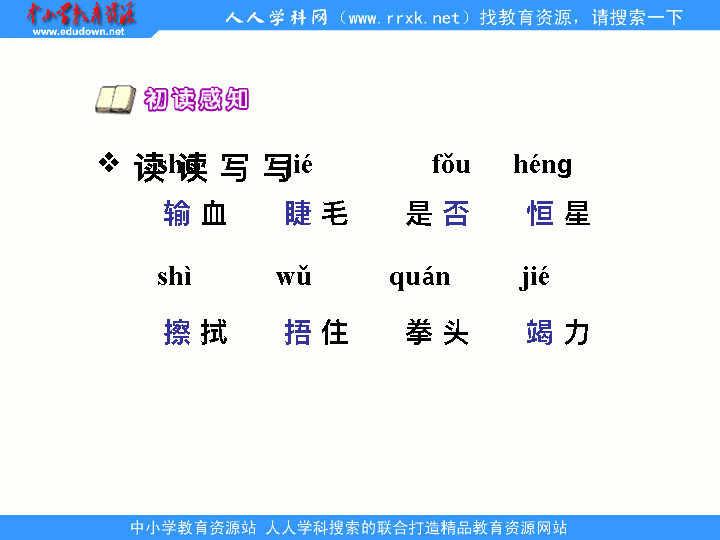 中小学教育资源
www.edudown.net
人人学科网（www.rrxk.net）找教育资源，请搜索一下
初读感知
❖ 读读写写
shū jié fǒu héng
输血 睫毛 是否 恒星
shì wǔ quán jié
擦拭 捂住 拳头 竭力
中小学教育资源站 人人学科搜索的联合打造精品教育资源网站